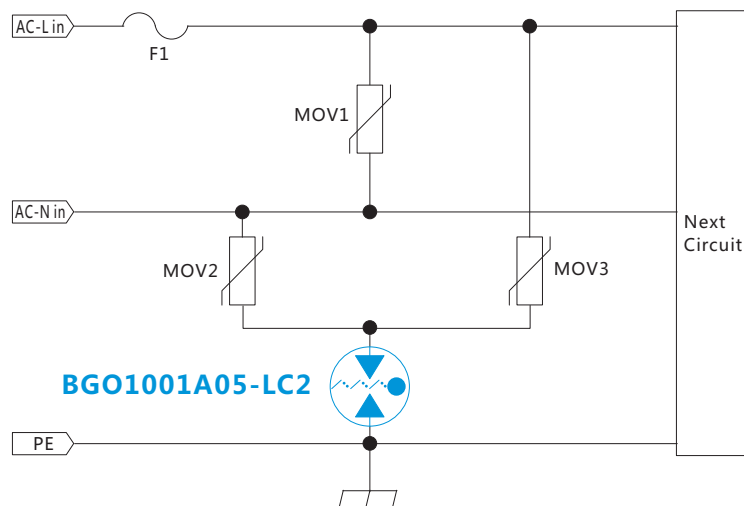 AC-L in
F1
MOV1
AC-N in
Next
Circuit
MOV2
MOV3
BGO1001A05-LC2
PE